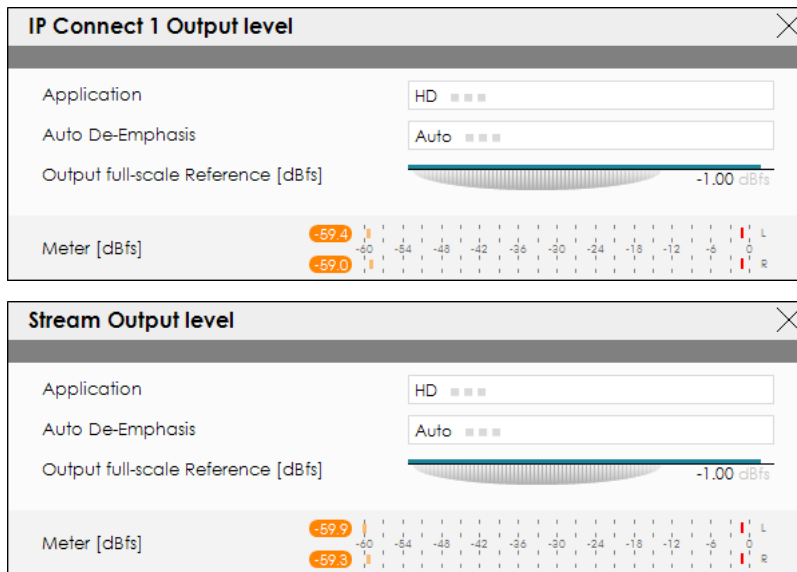 IP Connect 1 Output level
Application HD
Auto De-Emphasis Auto
Output full-scale Reference [dBfs] -1.00 dBfs
-59.4 L
Meter [dBfs] -60 -54 -48 -42 -36 -30 -24 -18 -12 -6 0
-59.0 R
Stream Output level
Application HD
Auto De-Emphasis Auto
Output full-scale Reference [dBfs] -1.00 dBfs
-59.9 L
Meter [dBfs] -60 -54 -48 -42 -36 -30 -24 -18 -12 -6 0
-59.3 R